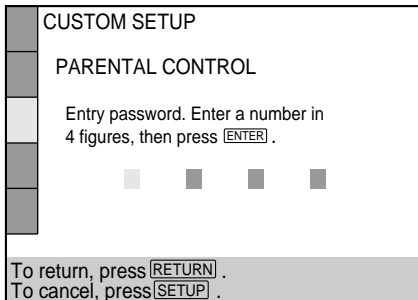 CUSTOM SETUP
PARENTAL CONTROL
Entry password. Enter a number in
4 figures, then press ENTER .
To return, press RETURN .
To cancel, press SETUP .